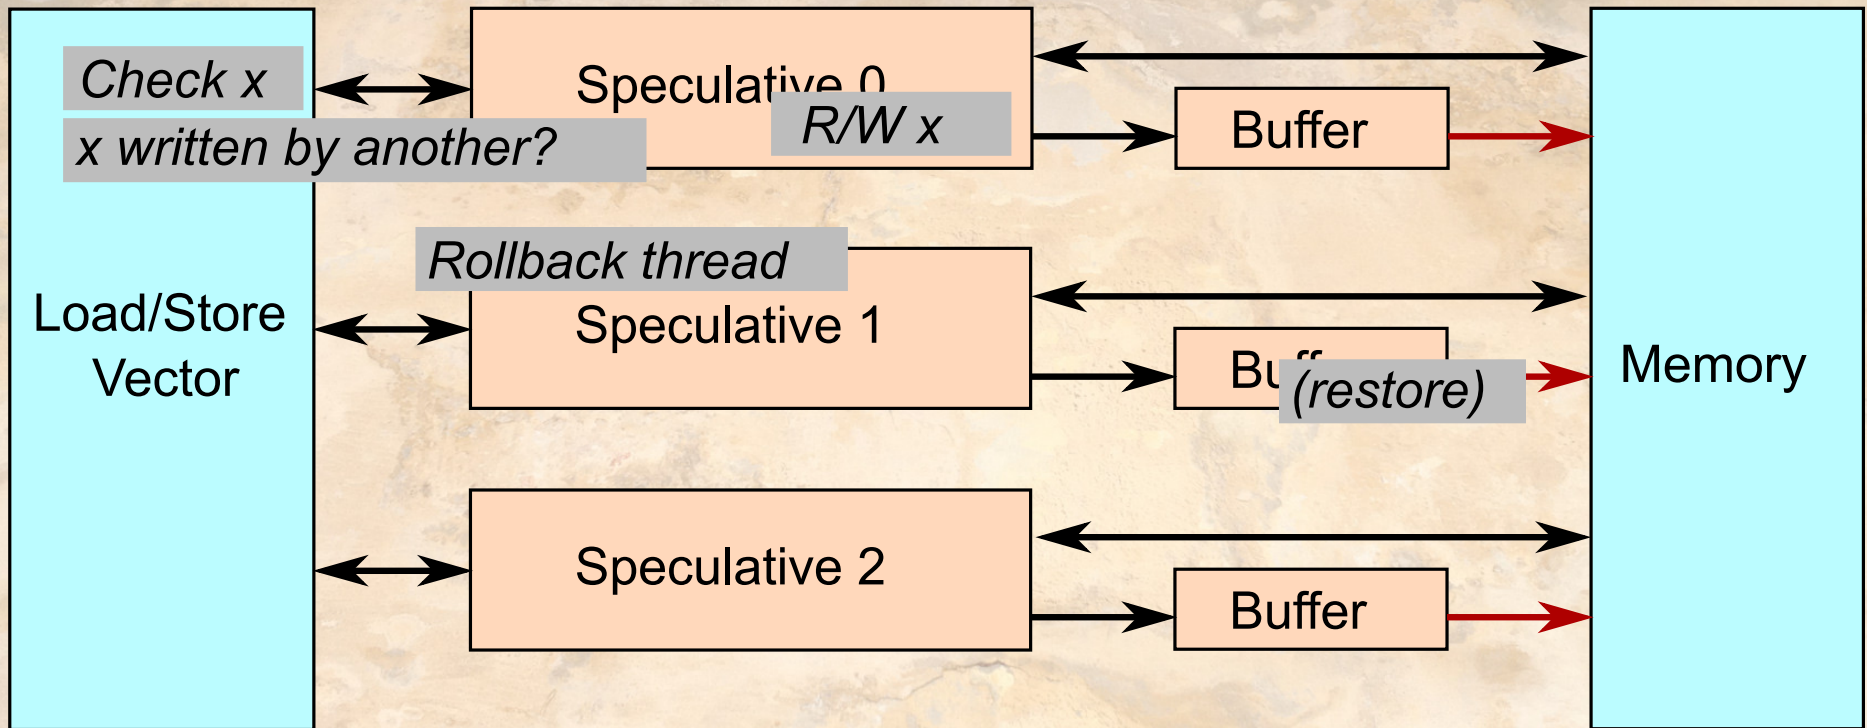 Check x
Speculative 0
R/W x
Buffer
x written by another?
Rollback thread
Load/Store
Vector
Speculative 1
(restore)
Memory
Speculative 2
Buffer